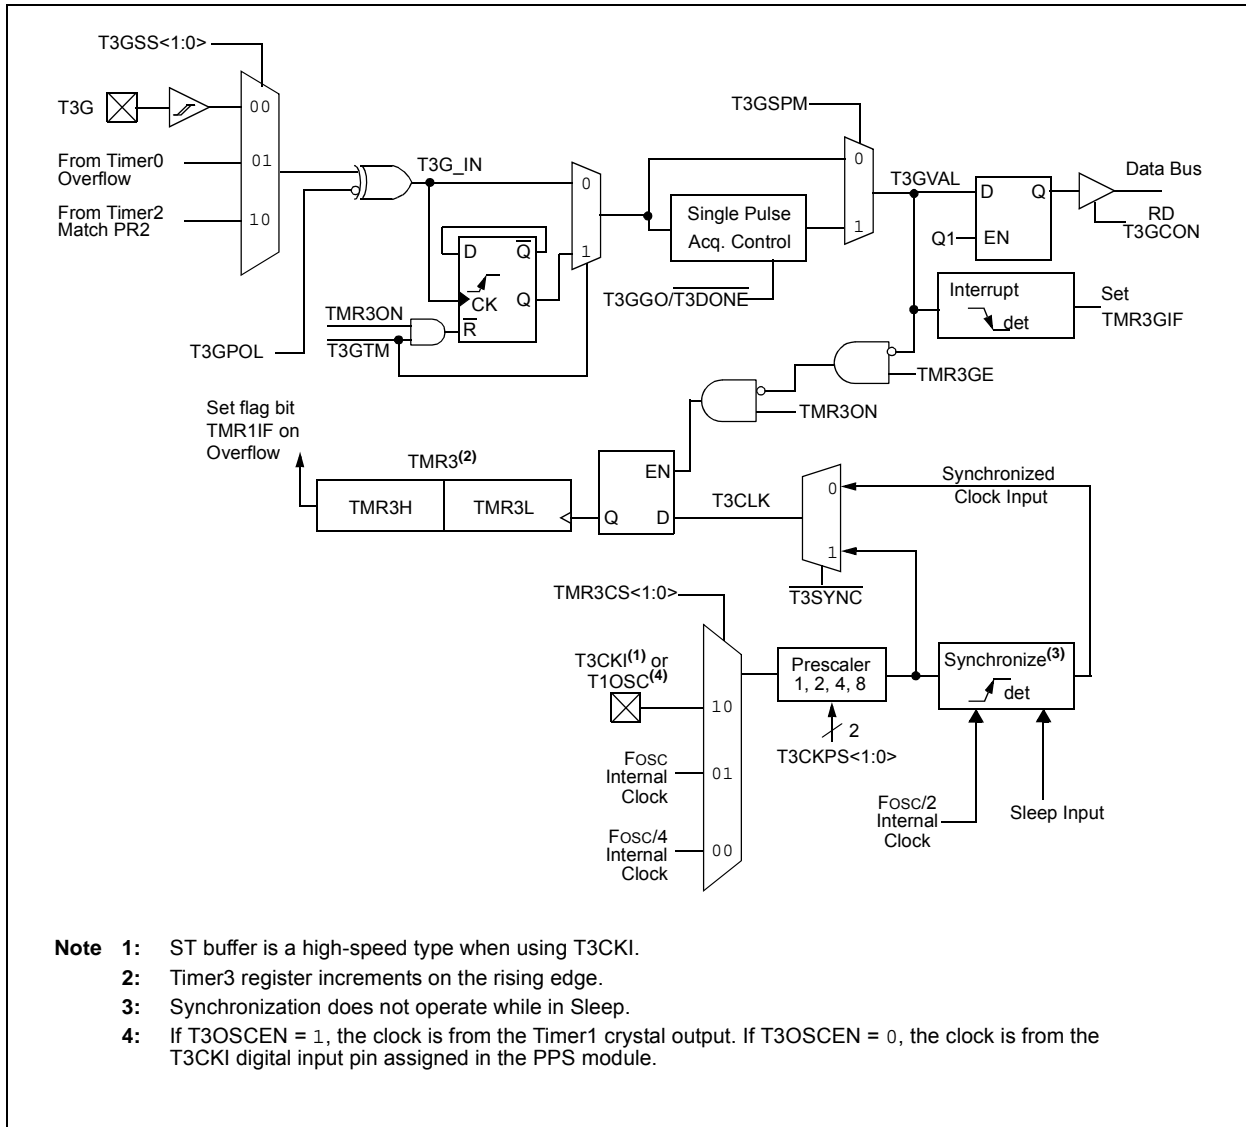 T3GSS<1:0>
T3G
00
From Timer0
Overflow
01
From Timer2
Match PR2
10
T3GPOL
T3G_IN
D
Q
CK
Q
R
TMR3ON
T3GTM
0
1
Single Pulse
Acq. Control
T3GGO/T3DONE
T3GSPM
0
1
T3GVAL
D
Q
Q1
EN
Data Bus
RD
T3GCON
Interrupt
det
Set
TMR3GIF
TMR3GE
TMR3ON
Set flag bit
TMR1IF on
Overflow
TMR3(2)
TMR3H
TMR3L
EN
Q
D
T3CLK
0
1
T3SYNC
Synchronized
Clock Input
TMR3CS<1:0>
T3CKI(1) or
T1OSC(4)
10
FOSC
Internal
Clock
01
FOSC/4
Internal
Clock
00
Prescaler
1, 2, 4, 8
2
T3CKPS<1:0>
Synchronize(3)
det
FOSC/2
Internal
Clock
Sleep Input
Note 1: ST buffer is a high-speed type when using T3CKI.
2: Timer3 register increments on the rising edge.
3: Synchronization does not operate while in Sleep.
4: If T3OSCEN = 1, the clock is from the Timer1 crystal output. If T3OSCEN = 0, the clock is from the
T3CKI digital input pin assigned in the PPS module.